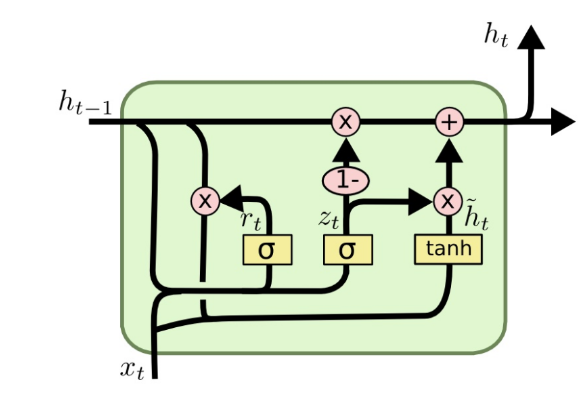 h_t
h_{t-1}
x +
1-
x r_t z_t x h̃_t
σ σ tanh
x_t